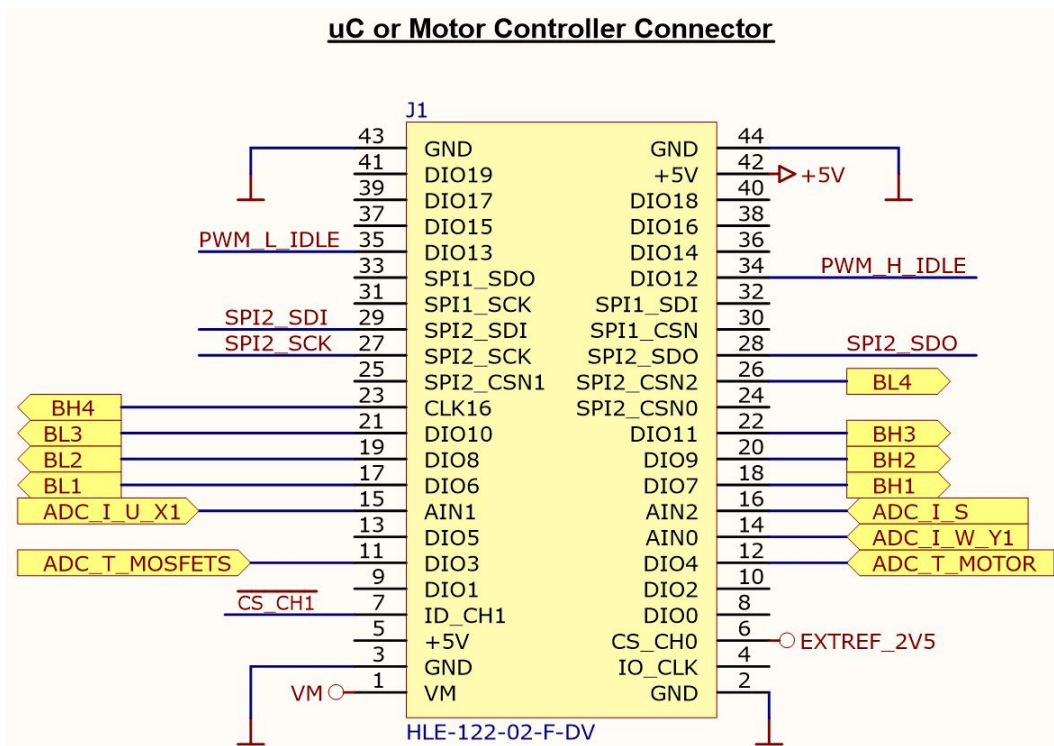 uC or Motor Controller Connector
J1
43 GND GND 44
41 DIO19 +5V 42 +5V
39 DIO17 DIO18 40
37 DIO15 DIO16 38
PWM_L_IDLE 35 DIO13 DIO14 36
33 SPI1_SDO DIO12 34 PWM_H_IDLE
31 SPI1_SCK SPI1_SDI 32
SPI2_SDI 29 SPI2_SDI SPI1_CSN 30
SPI2_SCK 27 SPI2_SCK SPI2_SDO 28 SPI2_SDO
25 SPI2_CSN1 SPI2_CSN2 26 BL4
BH4 23 CLK16 SPI2_CSN0 24
BL3 21 DIO10 DIO11 22 BH3
BL2 19 DIO8 DIO9 20 BH2
BL1 17 DIO6 DIO7 18 BH1
ADC_I_U_X1 15 AIN1 AIN2 16 ADC_I_S
13 DIO5 AIN0 14 ADC_I_W_Y1
ADC_T_MOSFETS 11 DIO3 DIO4 12 ADC_T_MOTOR
9 DIO1 DIO2 10
CS_CH1 7 ID_CH1 DIO0 8
5 +5V CS_CH0 6 EXTREF_2V5
3 GND IO_CLK 4
VM 1 VM GND 2
HLE-122-02-F-DV